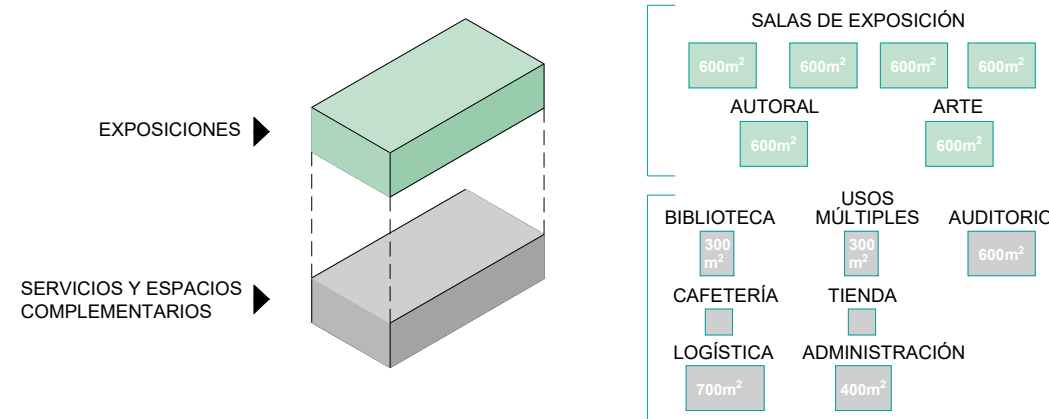 SALAS DE EXPOSICIÓN
600m² 600m² 600m² 600m²
AUTORAL ARTE
600m² 600m²
EXPOSICIONES
BIBLIOTECA
USOS
MÚLTIPLES
AUDITORIO
300
m²
300
m²
600m²
SERVICIOS Y ESPACIOS
COMPLEMENTARIOS
CAFETERÍA TIENDA
LOGÍSTICA ADMINISTRACIÓN
700m² 400m²